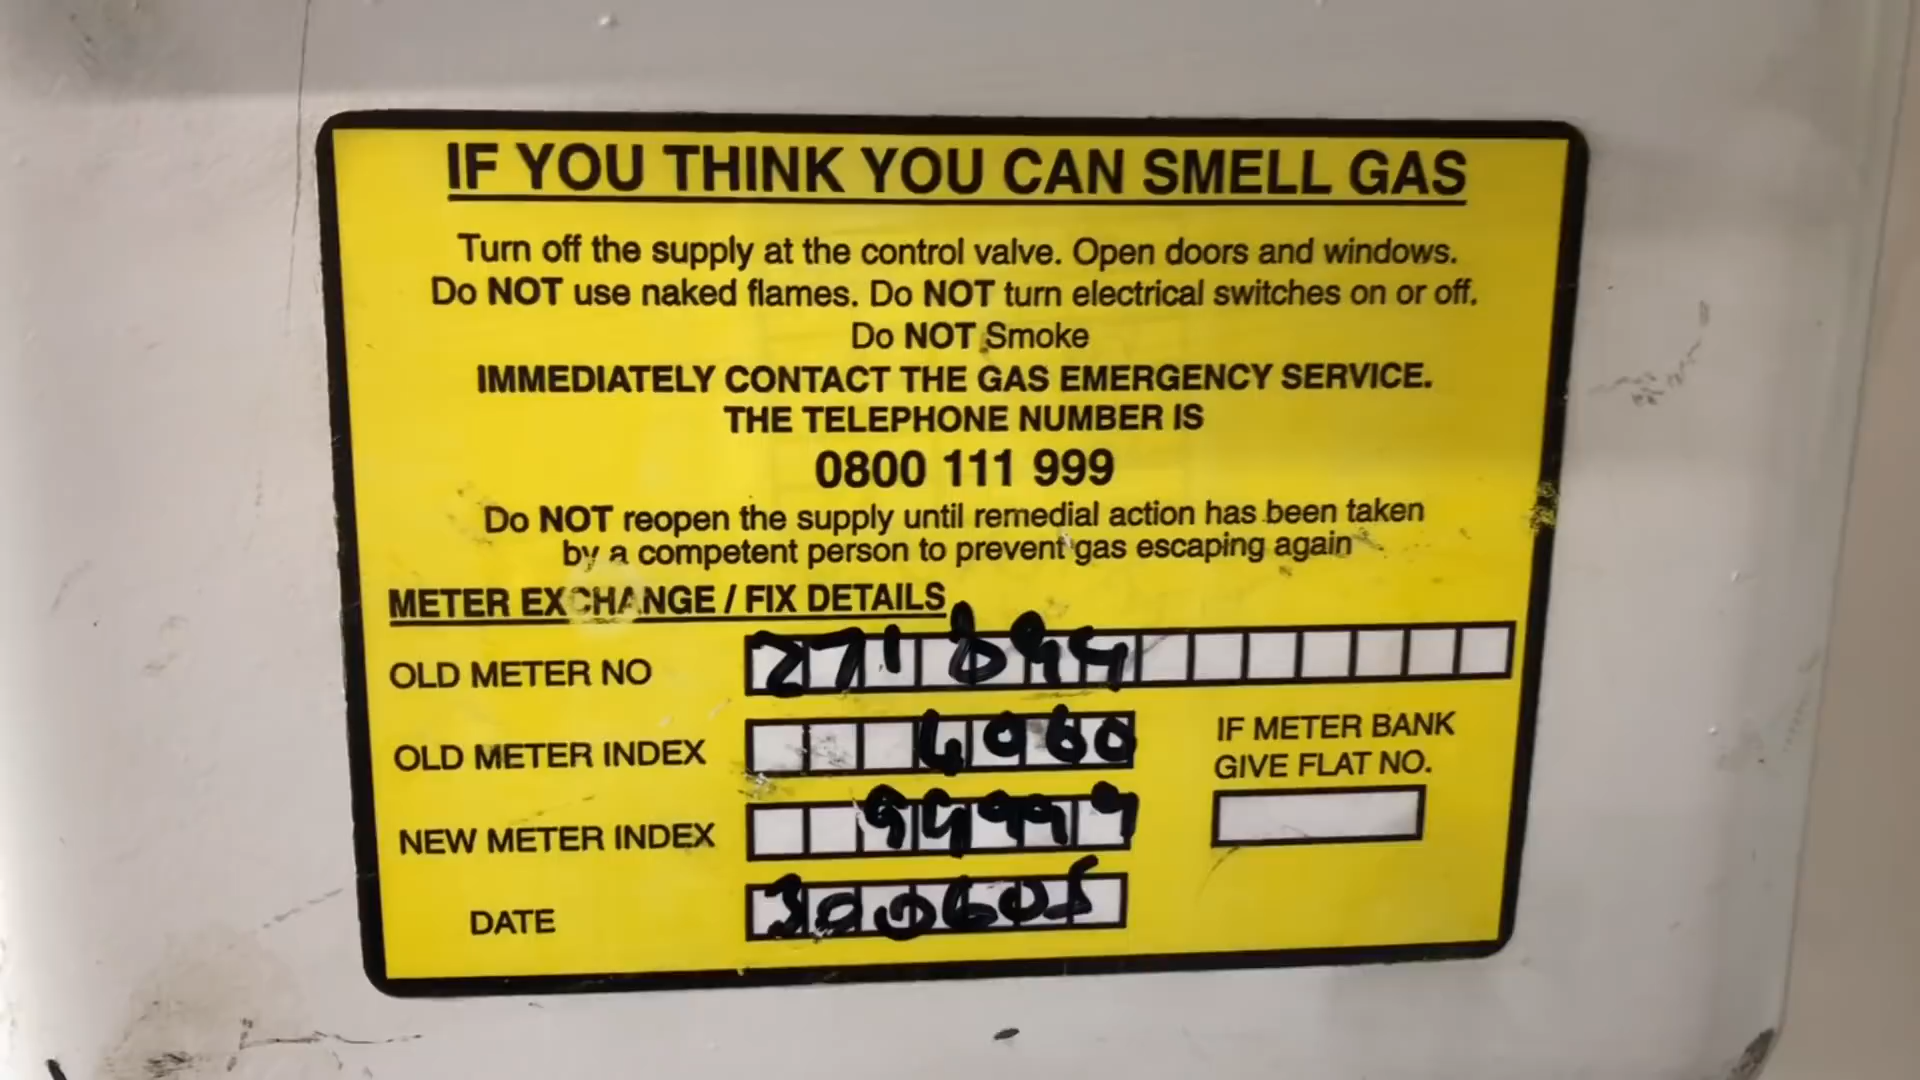 IF YOU THINK YOU CAN SMELL GAS
Turn off the supply at the control valve. Open doors and windows.
Do NOT use naked flames. Do NOT turn electrical switches on or off.
Do NOT Smoke
IMMEDIATELY CONTACT THE GAS EMERGENCY SERVICE.
THE TELEPHONE NUMBER IS
0800 111 999
Do NOT reopen the supply until remedial action has been taken
by a competent person to prevent gas escaping again
METER EXCHANGE / FIX DETAILS
OLD METER NO
OLD METER INDEX 4060
IF METER BANK
GIVE FLAT NO.
NEW METER INDEX
DATE 300605